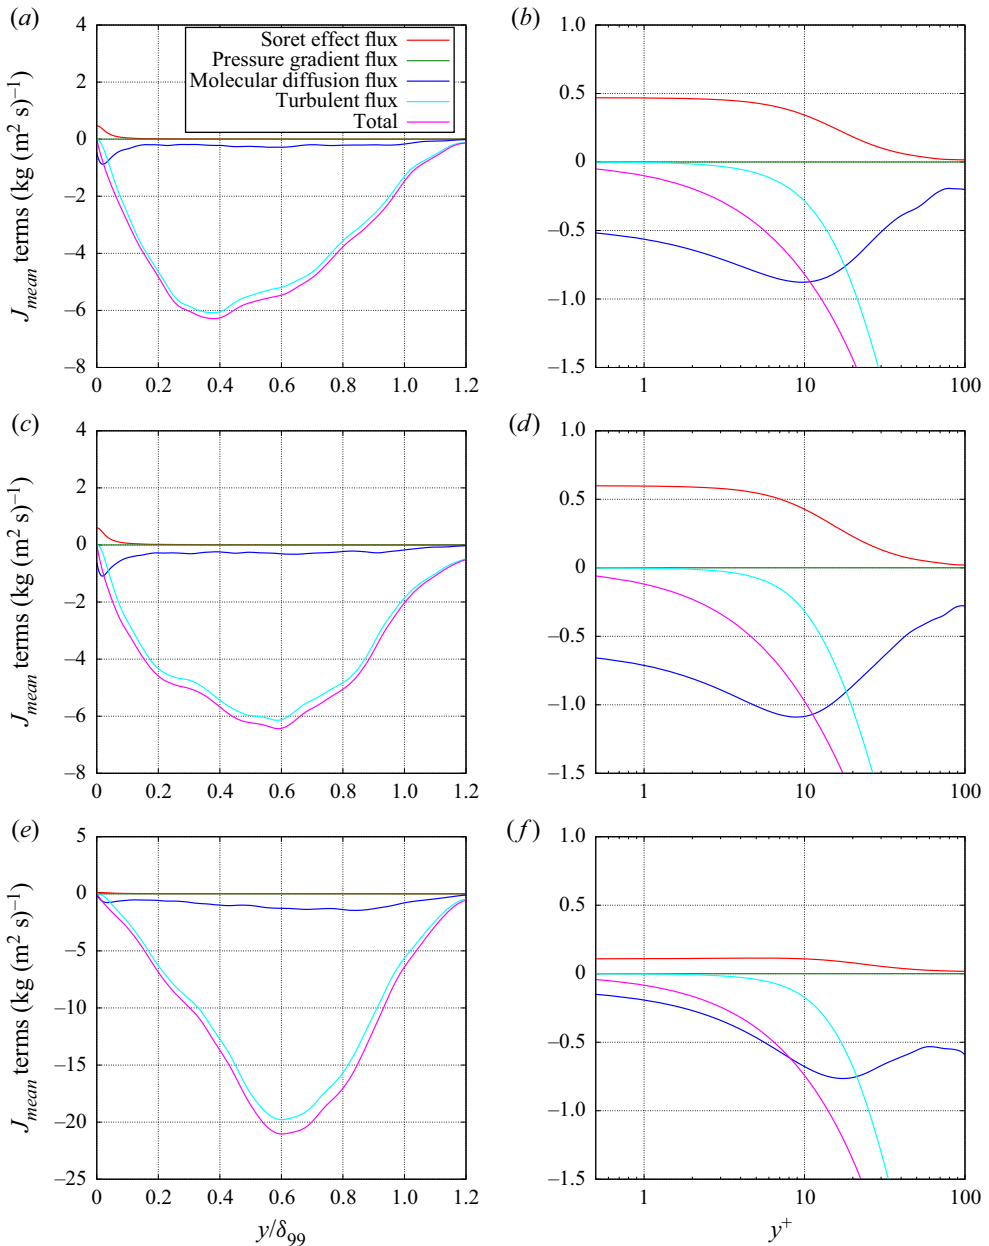 (a)
4
2
0
−2
−4
−6
−8
J_mean terms (kg (m² s)⁻¹)
Soret effect flux
Pressure gradient flux
Molecular diffusion flux
Turbulent flux
Total
0 0.2 0.4 0.6 0.8 1.0 1.2
(b)
1.0
0.5
0
−0.5
−1.0
−1.5
1 10 100
(c)
4
2
0
−2
−4
−6
−8
J_mean terms (kg (m² s)⁻¹)
0 0.2 0.4 0.6 0.8 1.0 1.2
(d)
1.0
0.5
0
−0.5
−1.0
−1.5
1 10 100
(e)
5
0
−5
−10
−15
−20
−25
J_mean terms (kg (m² s)⁻¹)
0 0.2 0.4 0.6 0.8 1.0 1.2
y/δ₉₉
(f)
1.0
0.5
0
−0.5
−1.0
−1.5
1 10 100
y⁺